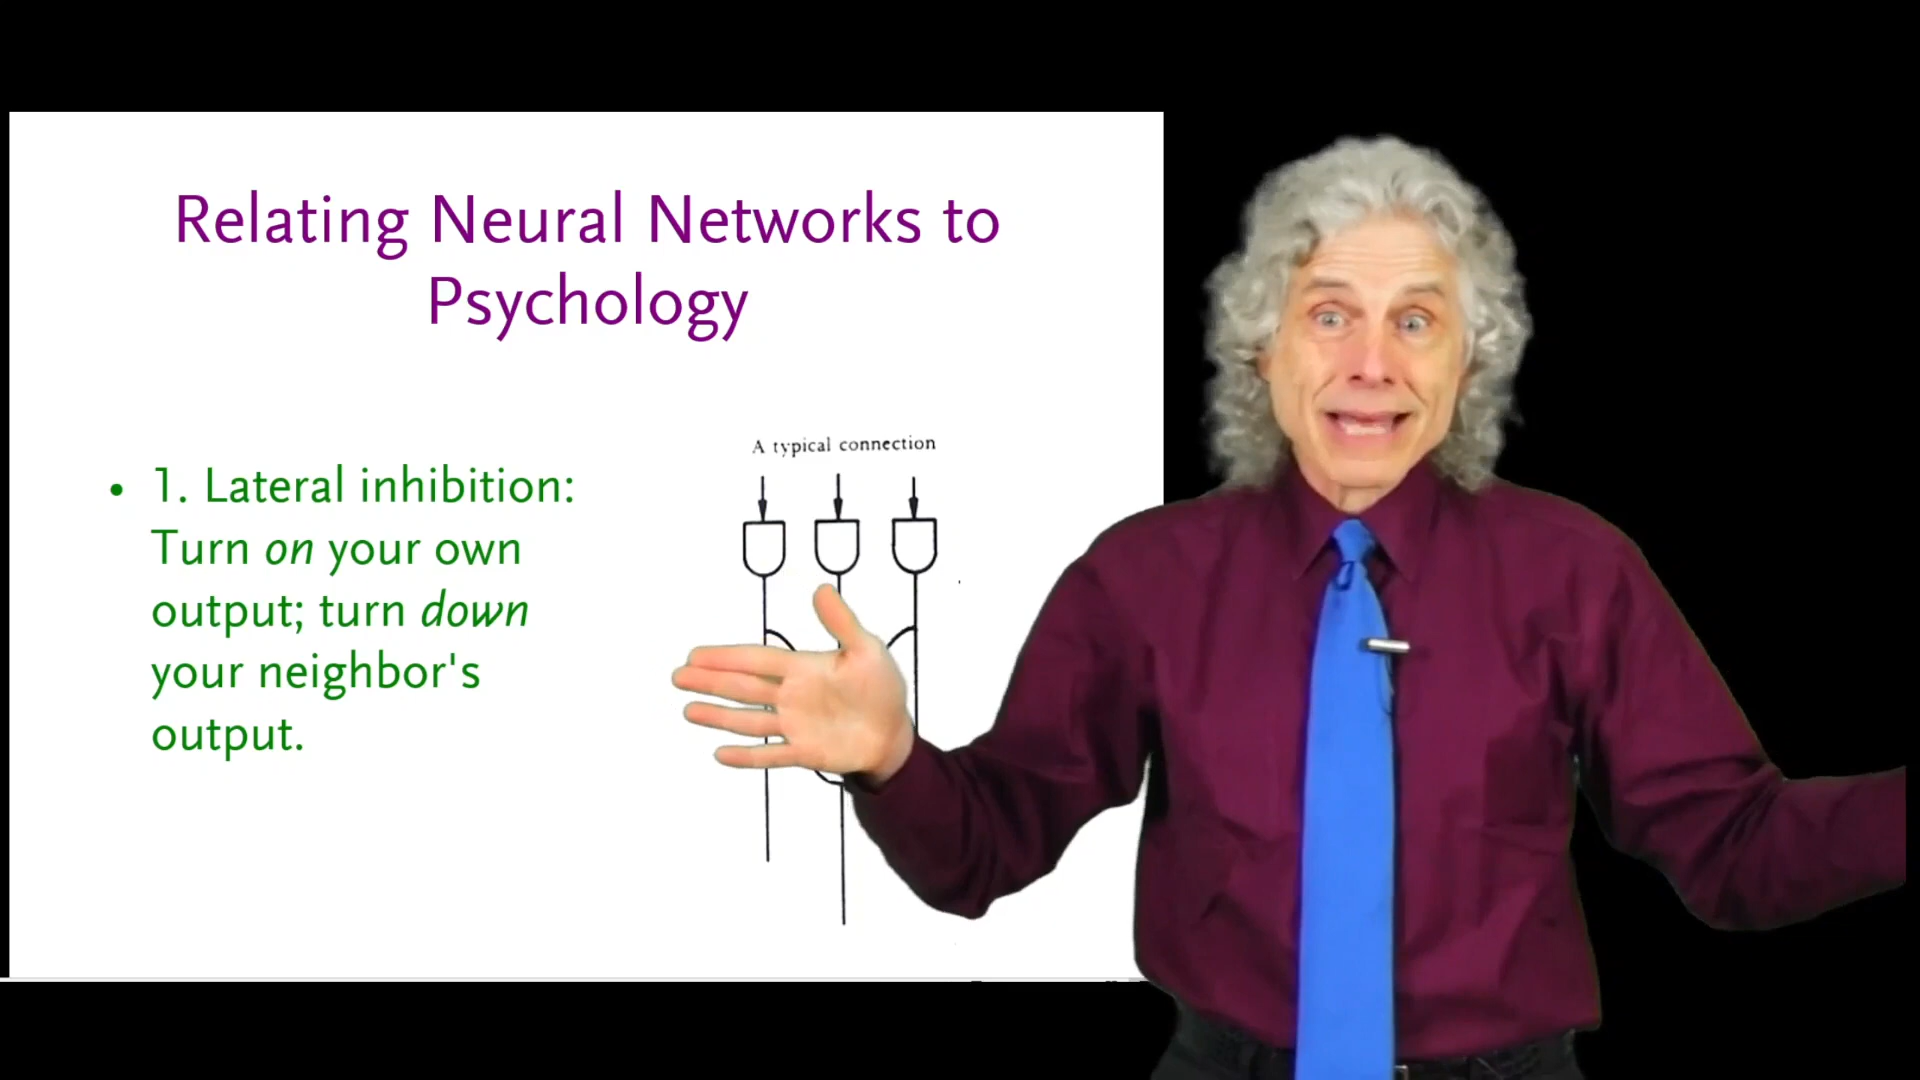 Relating Neural Networks to
Psychology
• 1. Lateral inhibition:
Turn on your own
output; turn down
your neighbor's
output.
A typical connection